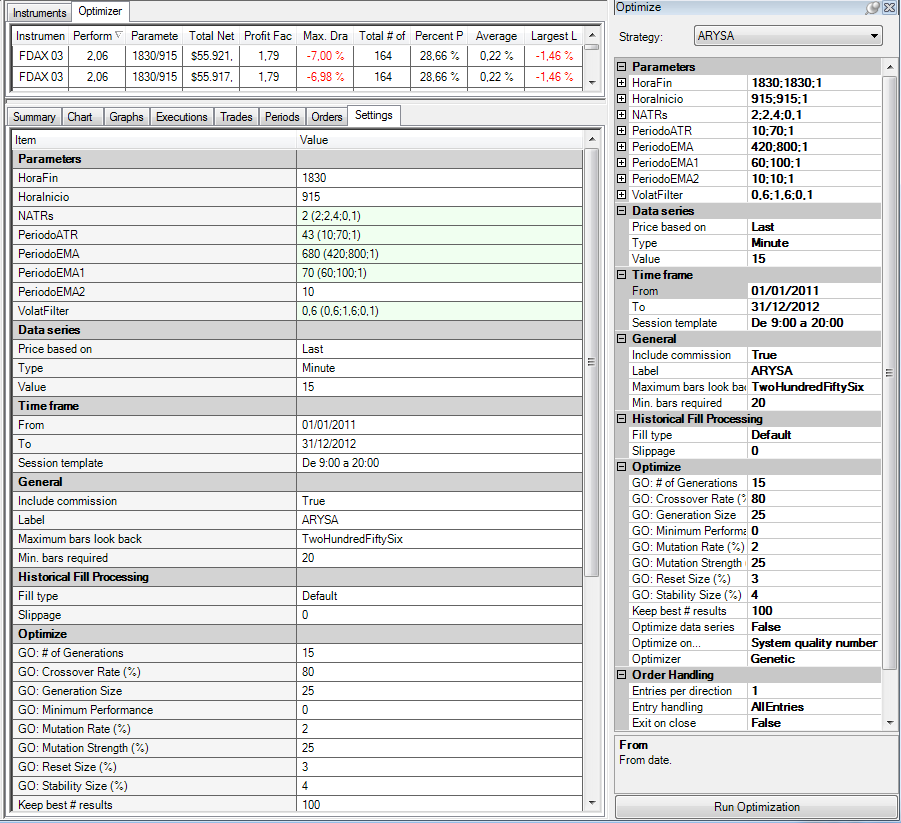 Instruments Optimizer
Instrumen Perform Paramete Total Net Profit Fac Max. Dra Total # of Percent P Average Largest L
FDAX 03 2,06 1830/915 $55.921, 1,79 -7,00 % 164 28,66 % 0,22 % -1,46 %
FDAX 03 2,06 1830/915 $55.917, 1,79 -6,98 % 164 28,66 % 0,22 % -1,46 %
Summary Chart Graphs Executions Trades Periods Orders Settings
Item Value
Parameters
HoraFin 1830
HoraInicio 915
NATRs 2 (2;2,4;0,1)
PeriodoATR 43 (10;70;1)
PeriodoEMA 680 (420;800;1)
PeriodoEMA1 70 (60;100;1)
PeriodoEMA2 10
VolatFilter 0,6 (0,6;1,6;0,1)
Data series
Price based on Last
Type Minute
Value 15
Time frame
From 01/01/2011
To 31/12/2012
Session template De 9:00 a 20:00
General
Include commission True
Label ARYSA
Maximum bars look back TwoHundredFiftySix
Min. bars required 20
Historical Fill Processing
Fill type Default
Slippage 0
Optimize
GO: # of Generations 15
GO: Crossover Rate (%) 80
GO: Generation Size 25
GO: Minimum Performance 0
GO: Mutation Rate (%) 2
GO: Mutation Strength (%) 25
GO: Reset Size (%) 3
GO: Stability Size (%) 4
Keep best # results 100
Optimize
Strategy: ARYSA
Parameters
HoraFin 1830;1830;1
HoraInicio 915;915;1
NATRs 2;2,4;0,1
PeriodoATR 10;70;1
PeriodoEMA 420;800;1
PeriodoEMA1 60;100;1
PeriodoEMA2 10;10;1
VolatFilter 0,6;1,6;0,1
Data series
Price based on Last
Type Minute
Value 15
Time frame
From 01/01/2011
To 31/12/2012
Session template De 9:00 a 20:00
General
Include commission True
Label ARYSA
Maximum bars look bac TwoHundredFiftySix
Min. bars required 20
Historical Fill Processing
Fill type Default
Slippage 0
Optimize
GO: # of Generations 15
GO: Crossover Rate (% 80
GO: Generation Size 25
GO: Minimum Performa 0
GO: Mutation Rate (%) 2
GO: Mutation Strength 25
GO: Reset Size (%) 3
GO: Stability Size (%) 4
Keep best # results 100
Optimize data series False
Optimize on... System quality number
Optimizer Genetic
Order Handling
Entries per direction 1
Entry handling AllEntries
Exit on close False
From
From date.
Run Optimization